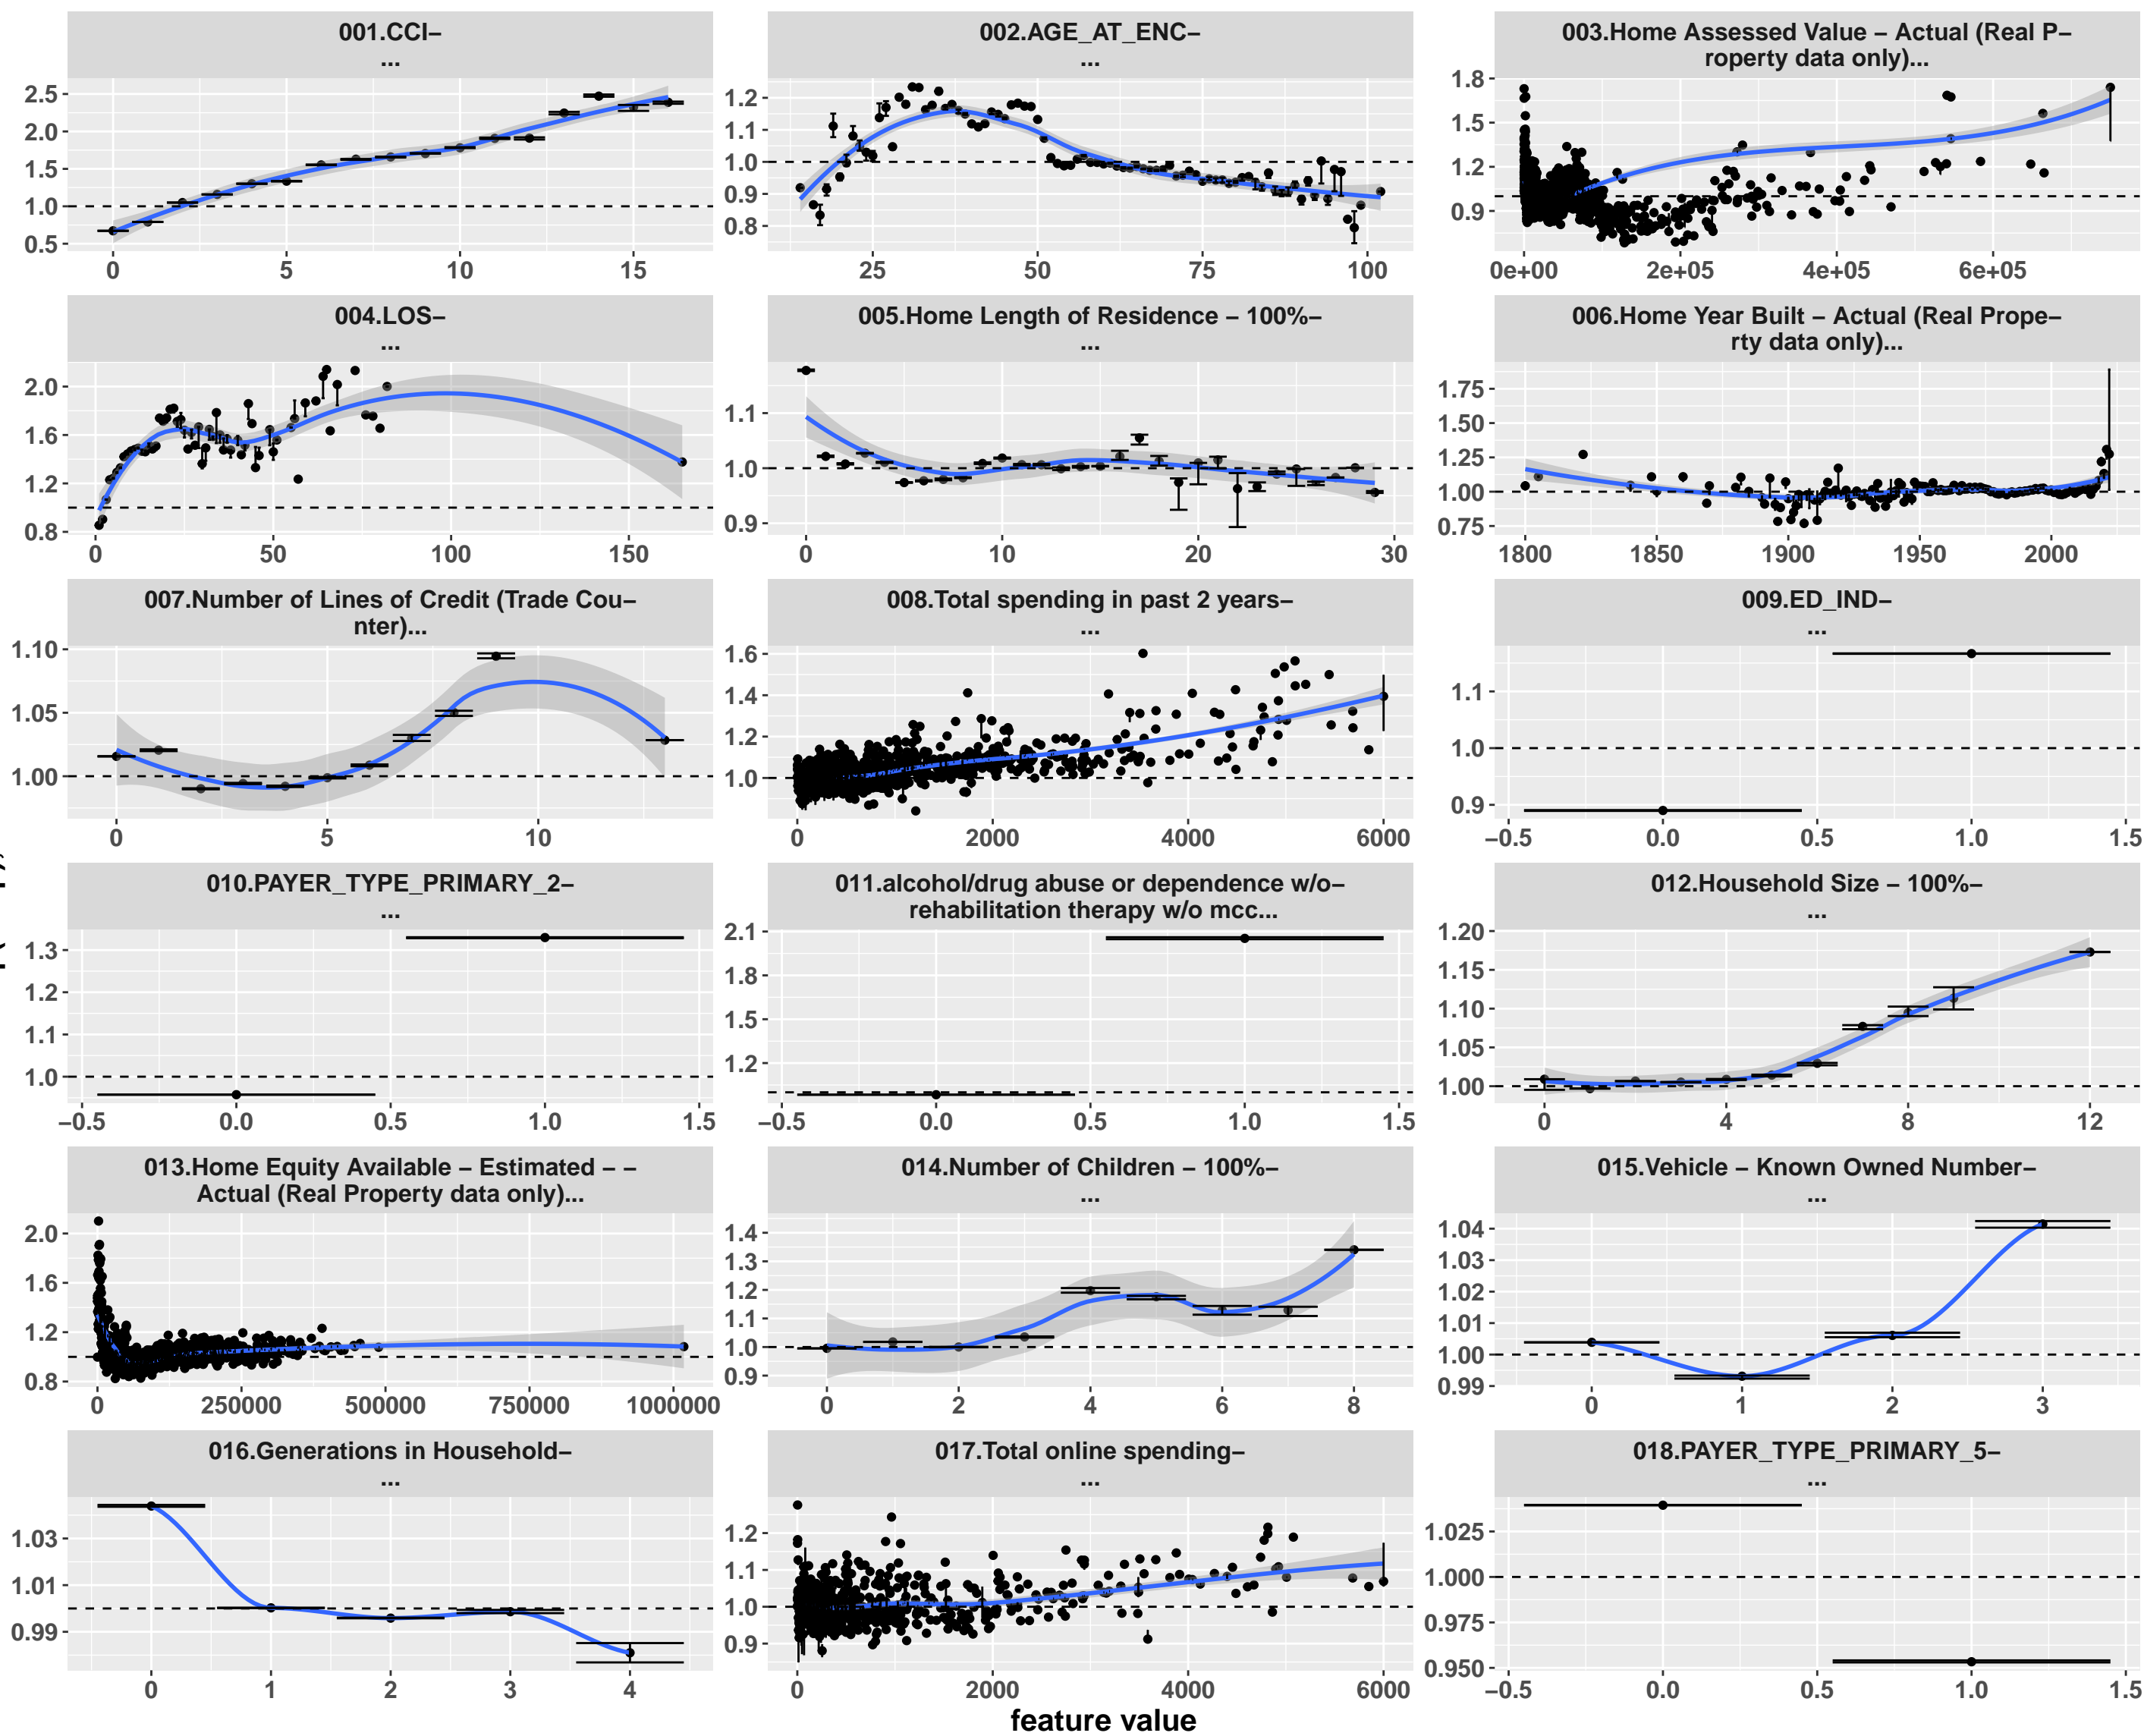 001.CCI–
...
2.5
2.0
1.5
1.0
0.5
0 5 10 15
002.AGE_AT_ENC–
...
1.2
1.1
1.0
0.9
0.8
25 50 75 100
003.Home Assessed Value – Actual (Real P–
roperty data only)...
1.8
1.5
1.2
0.9
0e+00 2e+05 4e+05 6e+05
004.LOS–
...
2.0
1.6
1.2
0.8
0 50 100 150
005.Home Length of Residence – 100%–
...
1.1
1.0
0.9
0 10 20 30
006.Home Year Built – Actual (Real Prope–
rty data only)...
1.75
1.50
1.25
1.00
0.75
1800 1850 1900 1950 2000
007.Number of Lines of Credit (Trade Cou–
nter)...
1.10
1.05
1.00
0 5 10
008.Total spending in past 2 years–
...
1.6
1.4
1.2
1.0
0 2000 4000 6000
009.ED_IND–
...
1.1
1.0
0.9
−0.5 0.0 0.5 1.0 1.5
010.PAYER_TYPE_PRIMARY_2–
...
1.3
1.2
1.1
1.0
−0.5 0.0 0.5 1.0 1.5
011.alcohol/drug abuse or dependence w/o–
rehabilitation therapy w/o mcc...
2.1
1.8
1.5
1.2
−0.5 0.0 0.5 1.0 1.5
012.Household Size – 100%–
...
1.20
1.15
1.10
1.05
1.00
0 4 8 12
013.Home Equity Available – Estimated – –
Actual (Real Property data only)...
2.0
1.6
1.2
0.8
0 250000 500000 750000 1000000
014.Number of Children – 100%–
...
1.4
1.3
1.2
1.1
1.0
0.9
0 2 4 6 8
015.Vehicle – Known Owned Number–
...
1.04
1.03
1.02
1.01
1.00
0.99
0 1 2 3
016.Generations in Household–
...
1.03
1.01
0.99
0 1 2 3 4
017.Total online spending–
...
1.2
1.1
1.0
0.9
0 2000 4000 6000
018.PAYER_TYPE_PRIMARY_5–
...
1.025
1.000
0.975
0.950
−0.5 0.0 0.5 1.0 1.5
feature value